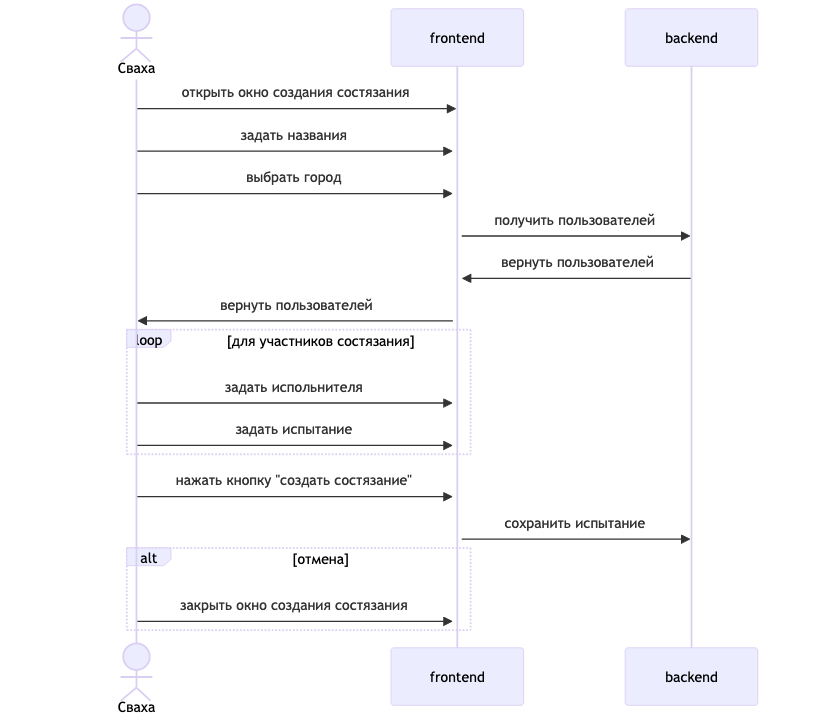 Сваха
frontend
backend
открыть окно создания состязания
задать названия
выбрать город
получить пользователей
вернуть пользователей
вернуть пользователей
loop
[для участников состязания]
задать испольнителя
задать испытание
нажать кнопку "создать состязание"
сохранить испытание
alt
[отмена]
закрыть окно создания состязания
Сваха
frontend
backend